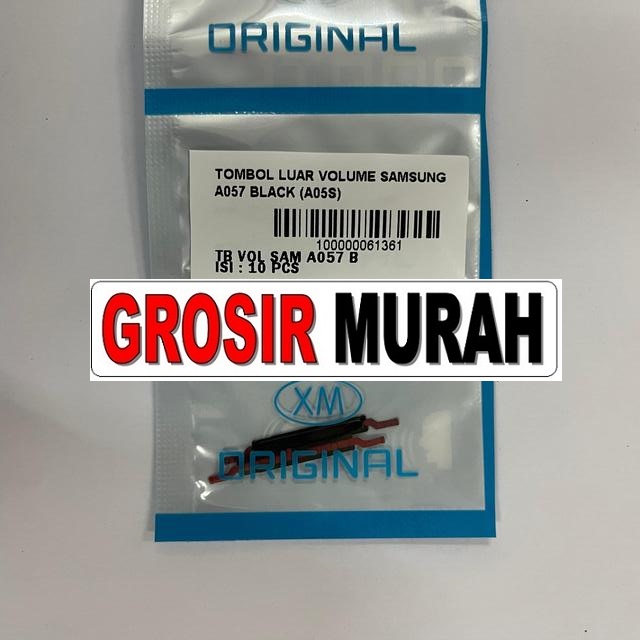 ORIGINAL
TOMBOL LUAR VOLUME SAMSUNG
A057 BLACK (A05S)
100000061361
TB VOL SAM A057 B
ISI : 10 PCS
GROSIR MURAH
XM
ORIGINAL